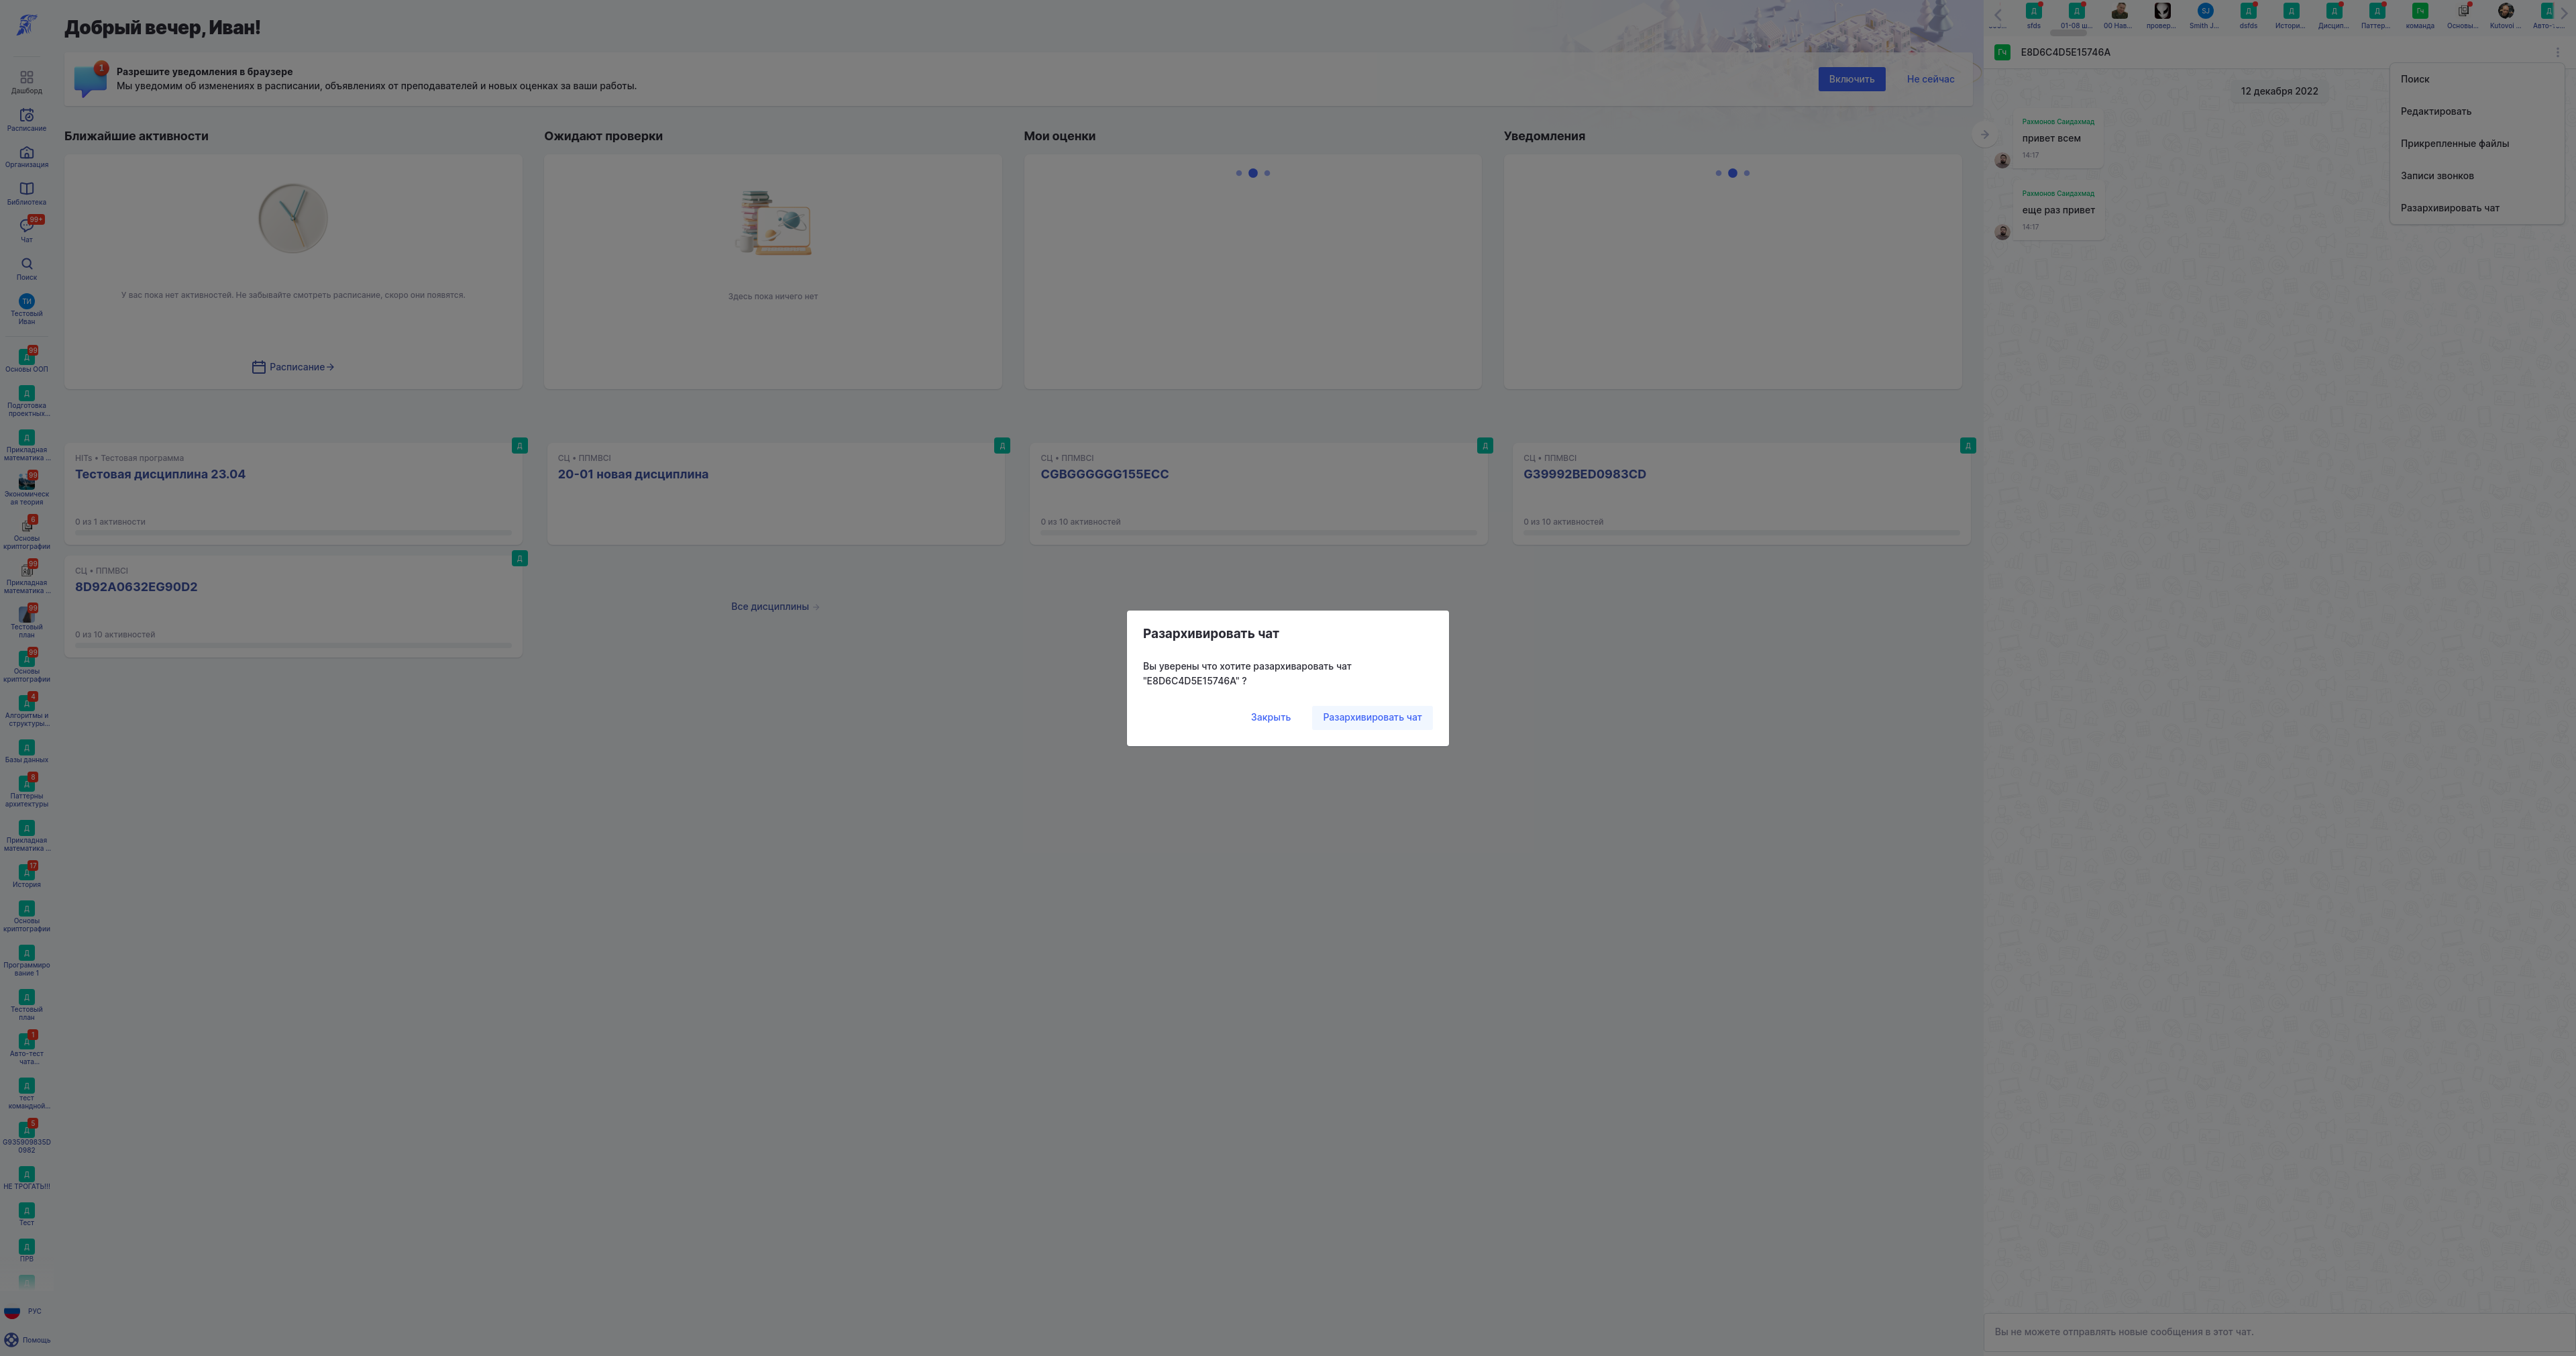 Добрый вечер, Иван!
1
Разрешите уведомления в браузере
Мы уведомим об изменениях в расписании, объявлениях от преподавателей и новых оценках за ваши работы.
Включить
Не сейчас
Дашборд
Расписание
Организация
Библиотека
99+
Чат
Поиск
ТИ
Тестовый
Иван
99
Д
Основы ООП
Д
Подготовка
проектных...
Д
Прикладная
математика ...
99
Экономическ
ая теория
6
Основы
криптографии
99
Прикладная
математика ...
99
Тестовый
план
99
Д
Основы
криптографии
4
Д
Алгоритмы и
структуры...
Д
Базы данных
8
Д
Паттерны
архитектуры
Д
Прикладная
математика ...
17
Д
История
Д
Основы
криптографии
Д
Программиро
вание 1
Д
Тестовый
план
1
Д
Авто-тест
чата...
Д
тест
командной...
5
Д
G935909835D
0982
Д
НЕ ТРОГАТЬ!!!
Д
Тест
Д
ПРБ
Д
РУС
Помощь
Ближайшие активности
У вас пока нет активностей. Не забывайте смотреть расписание, скоро они появятся.
Расписание
Ожидают проверки
Здесь пока ничего нет
Мои оценки
Уведомления
Д
HITs • Тестовая программа
Тестовая дисциплина 23.04
0 из 1 активности
Д
СЦ • ППМВСІ
20-01 новая дисциплина
Д
СЦ • ППМВСІ
CGBGGGGGG155ECC
0 из 10 активностей
Д
СЦ • ППМВСІ
G39992BED0983CD
0 из 10 активностей
Д
СЦ • ППМВСІ
8D92A0632EG90D2
0 из 10 активностей
Все дисциплины
Разархивировать чат
Вы уверены что хотите разархиваровать чат
"E8D6C4D5E15746A" ?
Закрыть
Разархивировать чат
Д
sfds
Д
01-08 ш...
00 Нав...
провер...
SJ
Smith J...
Д
dsfds
Д
Истори...
Д
Дисцип...
Д
Паттер...
Гч
команда
Основы...
Kutovoi ...
Д
Гч
E8D6C4D5E15746A
12 декабря 2022
Рахмонов Саидахмад
привет всем
14:17
Рахмонов Саидахмад
еще раз привет
14:17
Поиск
Редактировать
Прикрепленные файлы
Записи звонков
Разархивировать чат
Вы не можете отправлять новые сообщения в этот чат.